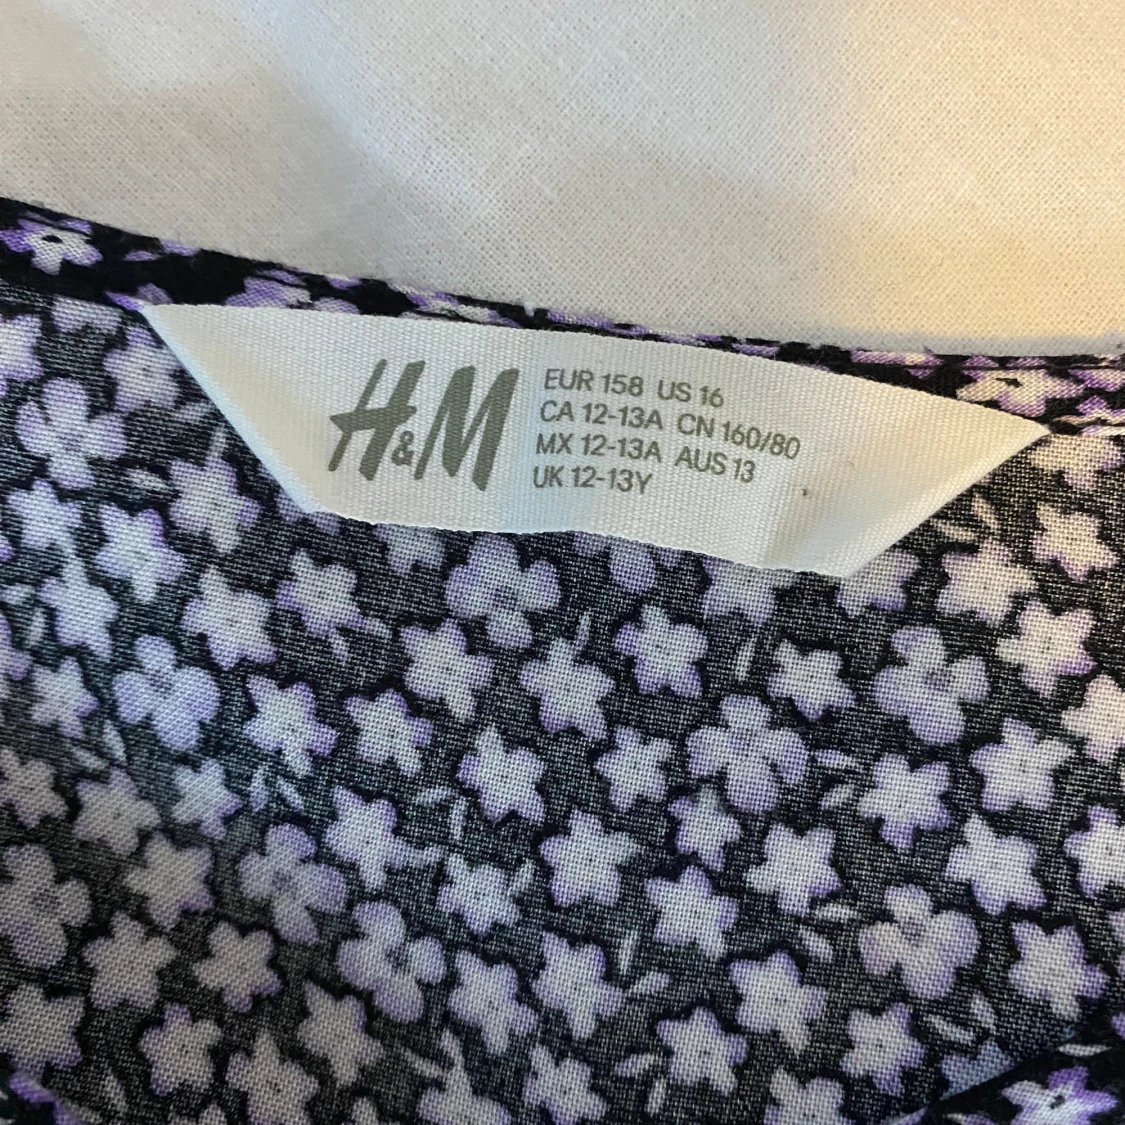 H&M
EUR 158 US 16
CA 12-13A CN 160/80
MX 12-13A AUS 13
UK 12-13Y